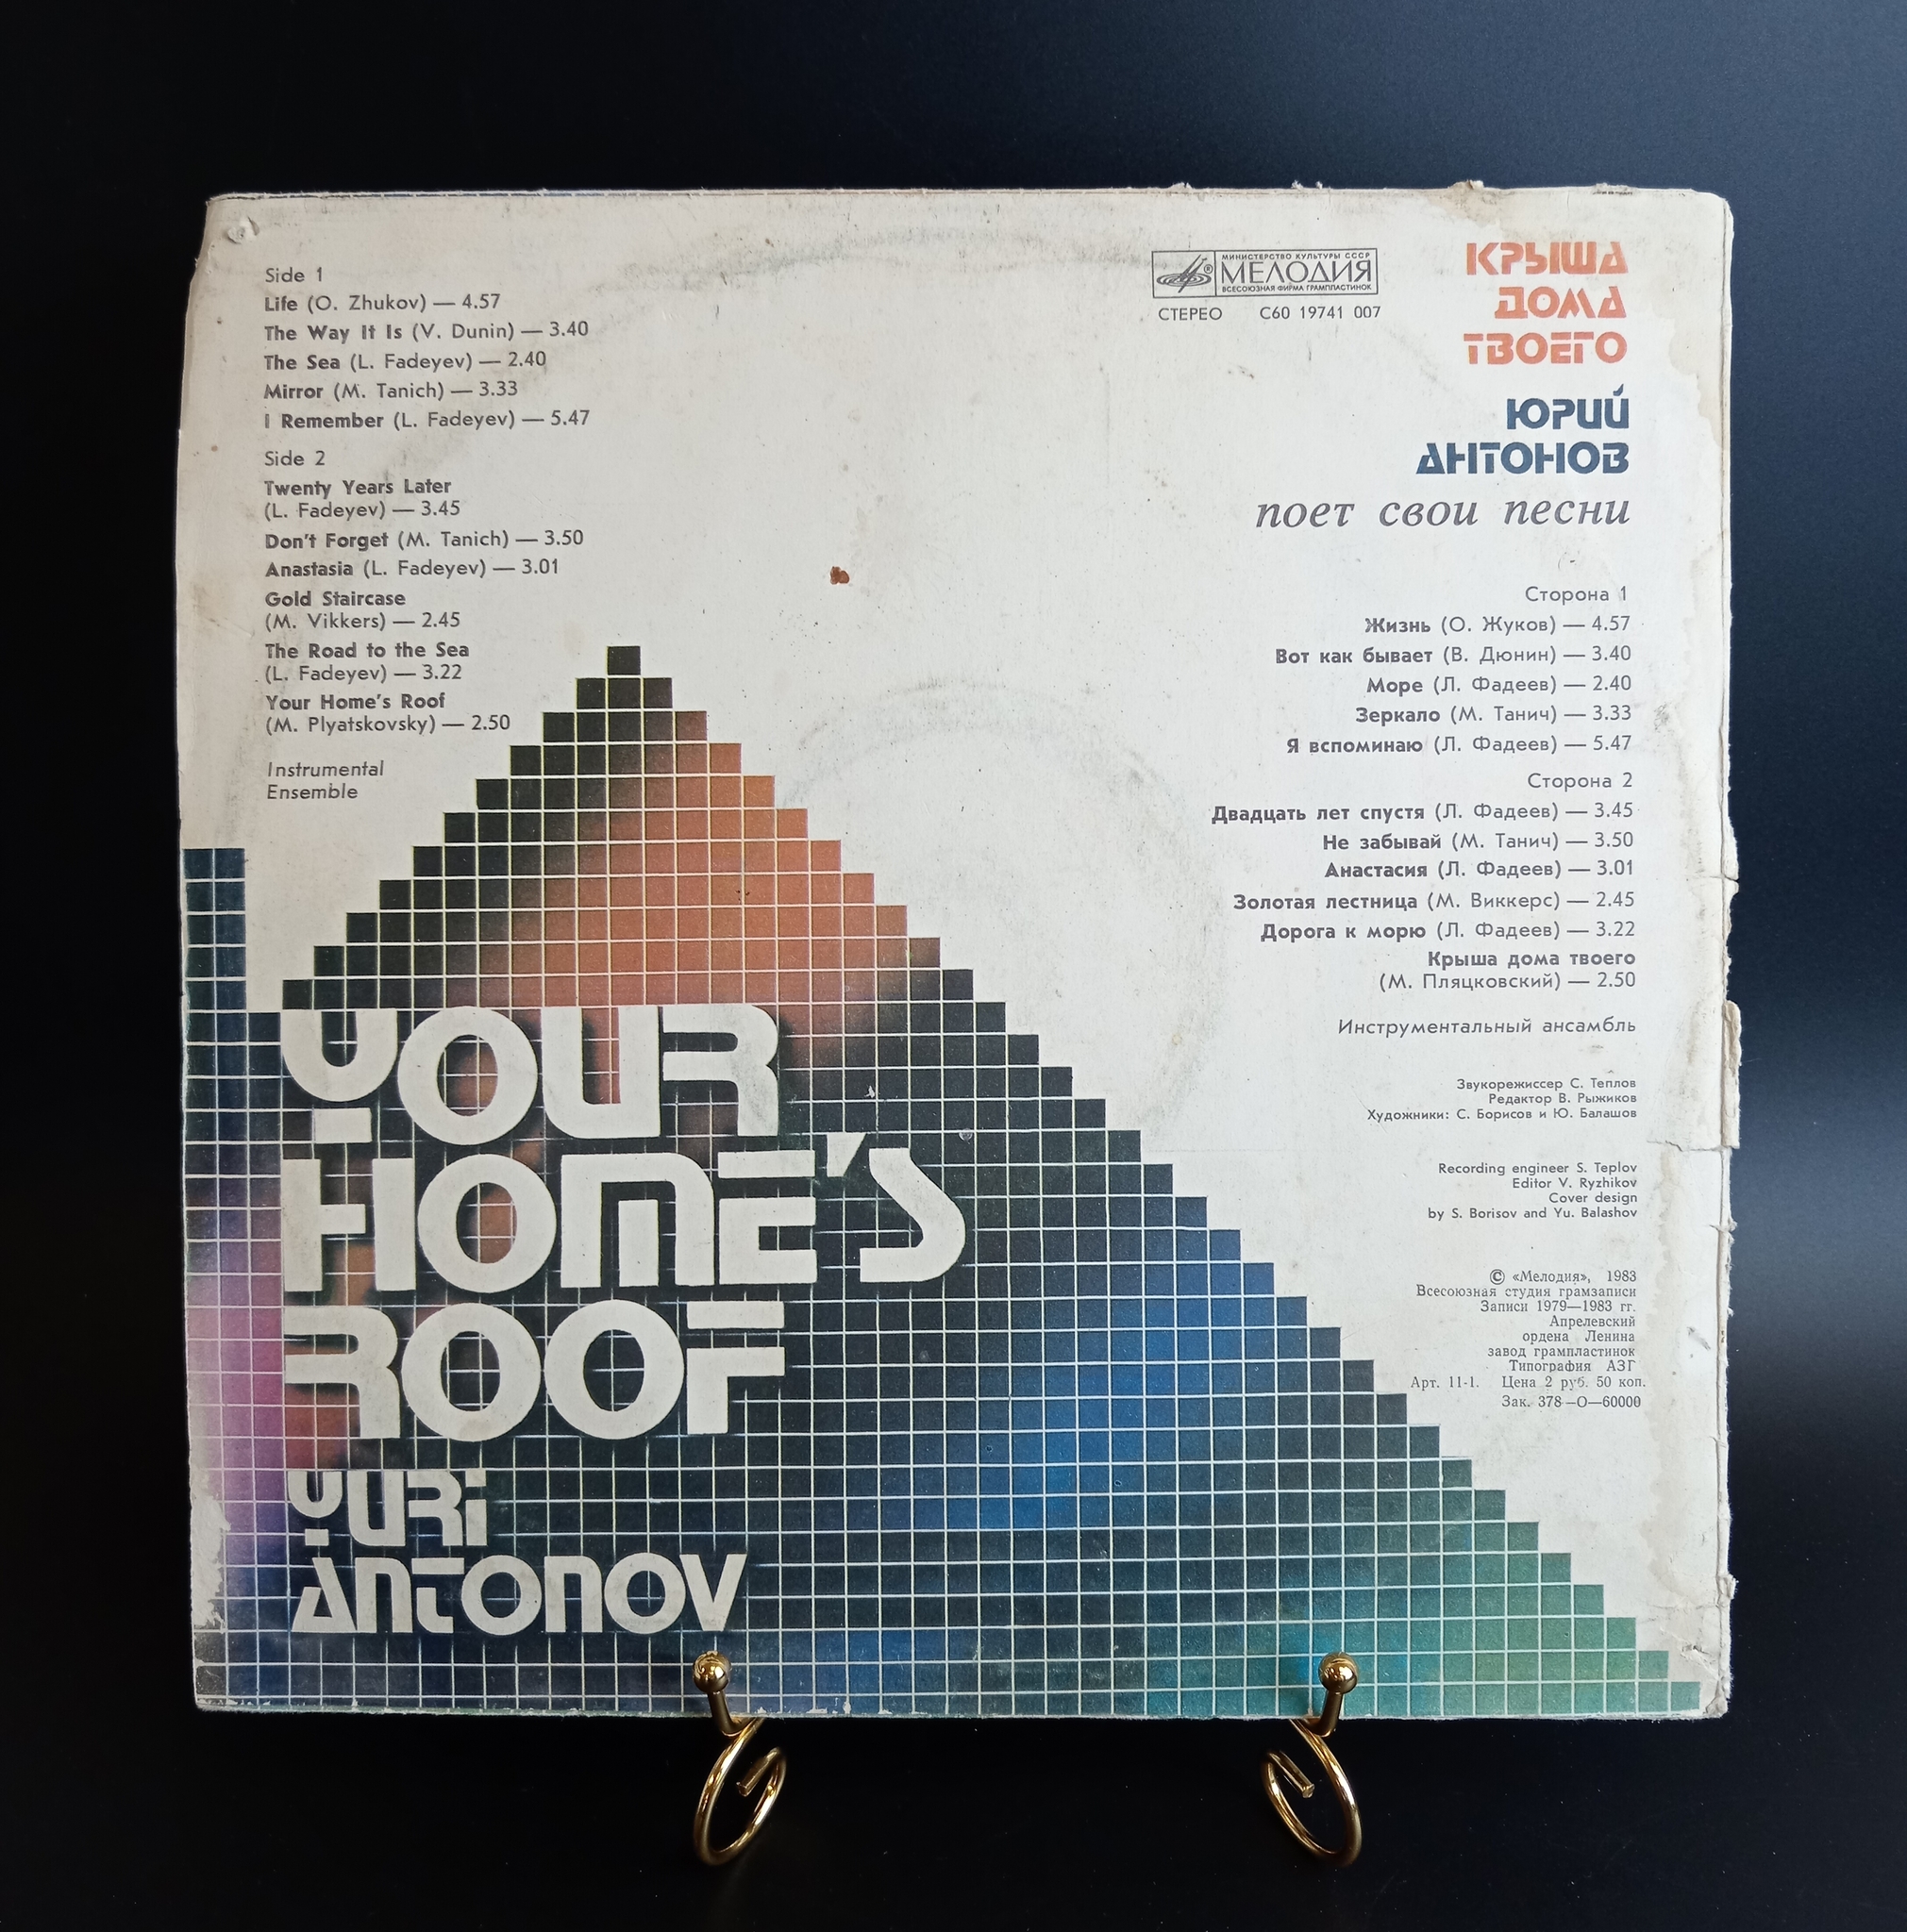 Side 1
Life (O. Zhukov) — 4.57
The Way It Is (V. Dunin) — 3.40
The Sea (L. Fadeyev) — 2.40
Mirror (M. Tanich) — 3.33
I Remember (L. Fadeyev) — 5.47
Side 2
Twenty Years Later
(L. Fadeyev) — 3.45
Don't Forget (M. Tanich) — 3.50
Anastasia (L. Fadeyev) — 3.01
Gold Staircase
(M. Vikkers) — 2.45
The Road to the Sea
(L. Fadeyev) — 3.22
Your Home's Roof
(M. Plyatskovsky) — 2.50
Instrumental
Ensemble
МИНИСТЕРСТВО КУЛЬТУРЫ СССР
® МЕЛОДИЯ
ВСЕСОЮЗНАЯ ФИРМА ГРАМПЛАСТИНОК
СТЕРЕО С60 19741 007
КРЫША
ДОМА
ТВОЕГО
ЮРИЙ
АНТОНОВ
поет свои песни
Сторона 1
Жизнь (О. Жуков) — 4.57
Вот как бывает (В. Дюнин) — 3.40
Море (Л. Фадеев) — 2.40
Зеркало (М. Танич) — 3.33
Я вспоминаю (Л. Фадеев) — 5.47
Сторона 2
Двадцать лет спустя (Л. Фадеев) — 3.45
Не забывай (М. Танич) — 3.50
Анастасия (Л. Фадеев) — 3.01
Золотая лестница (М. Виккерс) — 2.45
Дорога к морю (Л. Фадеев) — 3.22
Крыша дома твоего
(М. Пляцковский) — 2.50
Инструментальный ансамбль
Звукорежиссер С. Теплов
Редактор В. Рыжиков
Художники: С. Борисов и Ю. Балашов
Recording engineer S. Teplov
Editor V. Ryzhikov
Cover design
by S. Borisov and Yu. Balashov
© «Мелодия», 1983
Всесоюзная студия грамзаписи
Записи 1979—1983 гг.
Апрелевский
ордена Ленина
завод грампластинок
Типография АЗГ
Арт. 11-1. Цена 2 руб. 50 коп.
Зак. 378—О—60000
YOUR
HOME'S
ROOF
YURI
ANTONOV